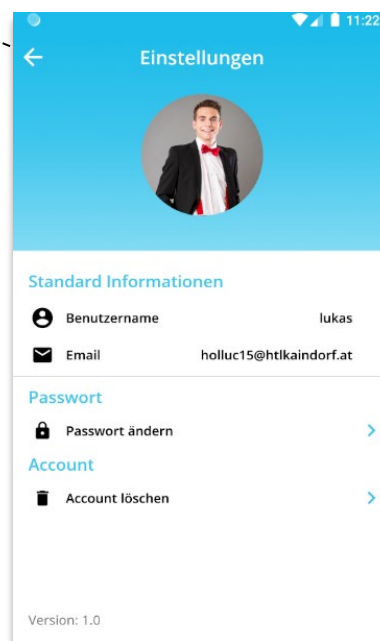 11:22
Einstellungen
Standard Informationen
Benutzername lukas
Email holluc15@htlkaindorf.at
Passwort
Passwort ändern
Account
Account löschen
Version: 1.0